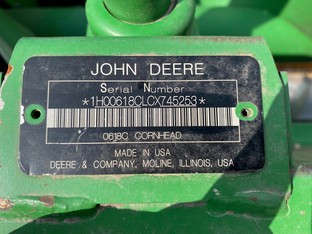 JOHN DEERE
Serial Number
*1H00618CLCX745253*
0618C CORNHEAD
MADE IN USA
DEERE & COMPANY, MOLINE, ILLINOIS, USA